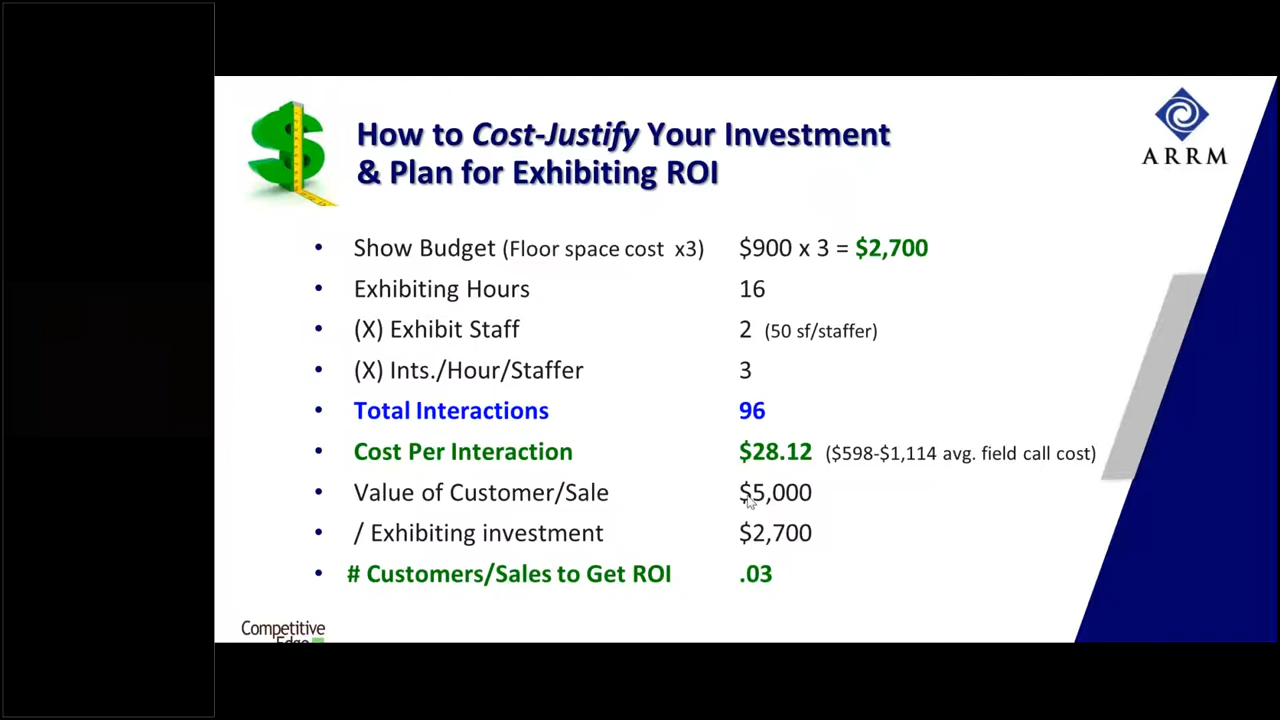 How to Cost-Justify Your Investment
& Plan for Exhibiting ROI
ARRM
• Show Budget (Floor space cost x3) $900 x 3 = $2,700
• Exhibiting Hours 16
• (X) Exhibit Staff 2 (50 sf/staffer)
• (X) Ints./Hour/Staffer 3
• Total Interactions 96
• Cost Per Interaction $28.12 ($598-$1,114 avg. field call cost)
• Value of Customer/Sale $5,000
• / Exhibiting investment $2,700
• # Customers/Sales to Get ROI .03
Competitive
Edge